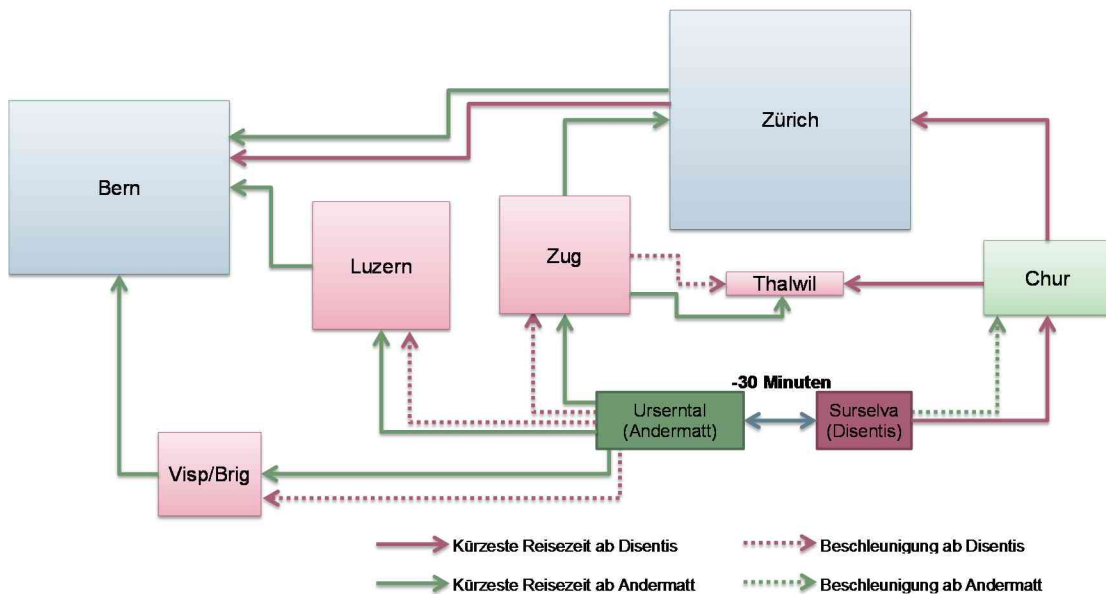 Zürich
Bern
Zug
Luzern
Thalwil
Chur
-30 Minuten
Urserntal
(Andermatt)
Surselva
(Disentis)
Visp/Brig
Kürzeste Reisezeit ab Disentis
Beschleunigung ab Disentis
Kürzeste Reisezeit ab Andermatt
Beschleunigung ab Andermatt